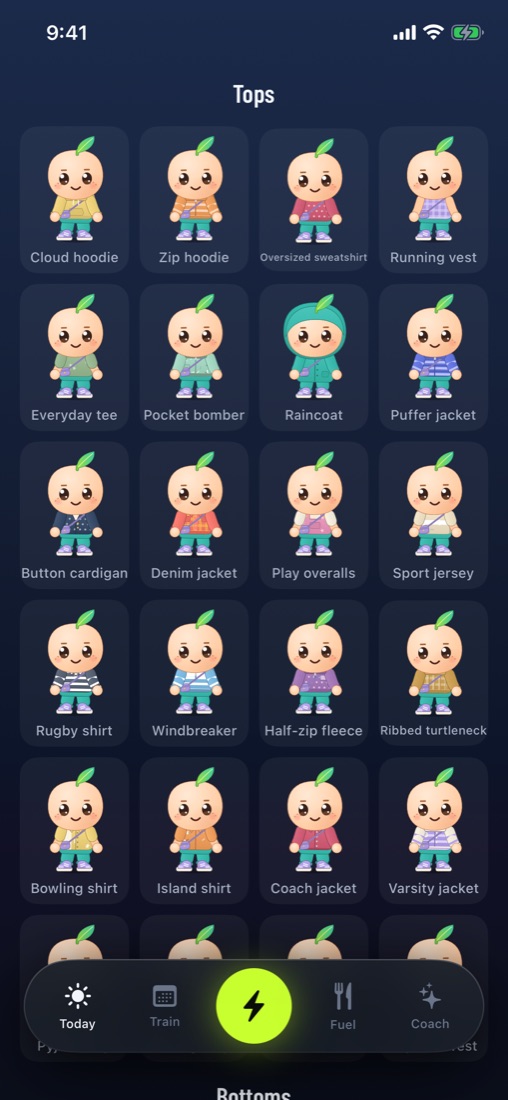 9:41
Tops
Cloud hoodie
Zip hoodie
Oversized sweatshirt
Running vest
Everyday tee
Pocket bomber
Raincoat
Puffer jacket
Button cardigan
Denim jacket
Play overalls
Sport jersey
Rugby shirt
Windbreaker
Half-zip fleece
Ribbed turtleneck
Bowling shirt
Island shirt
Coach jacket
Varsity jacket
Today
Train
Fuel
Coach
Bottoms